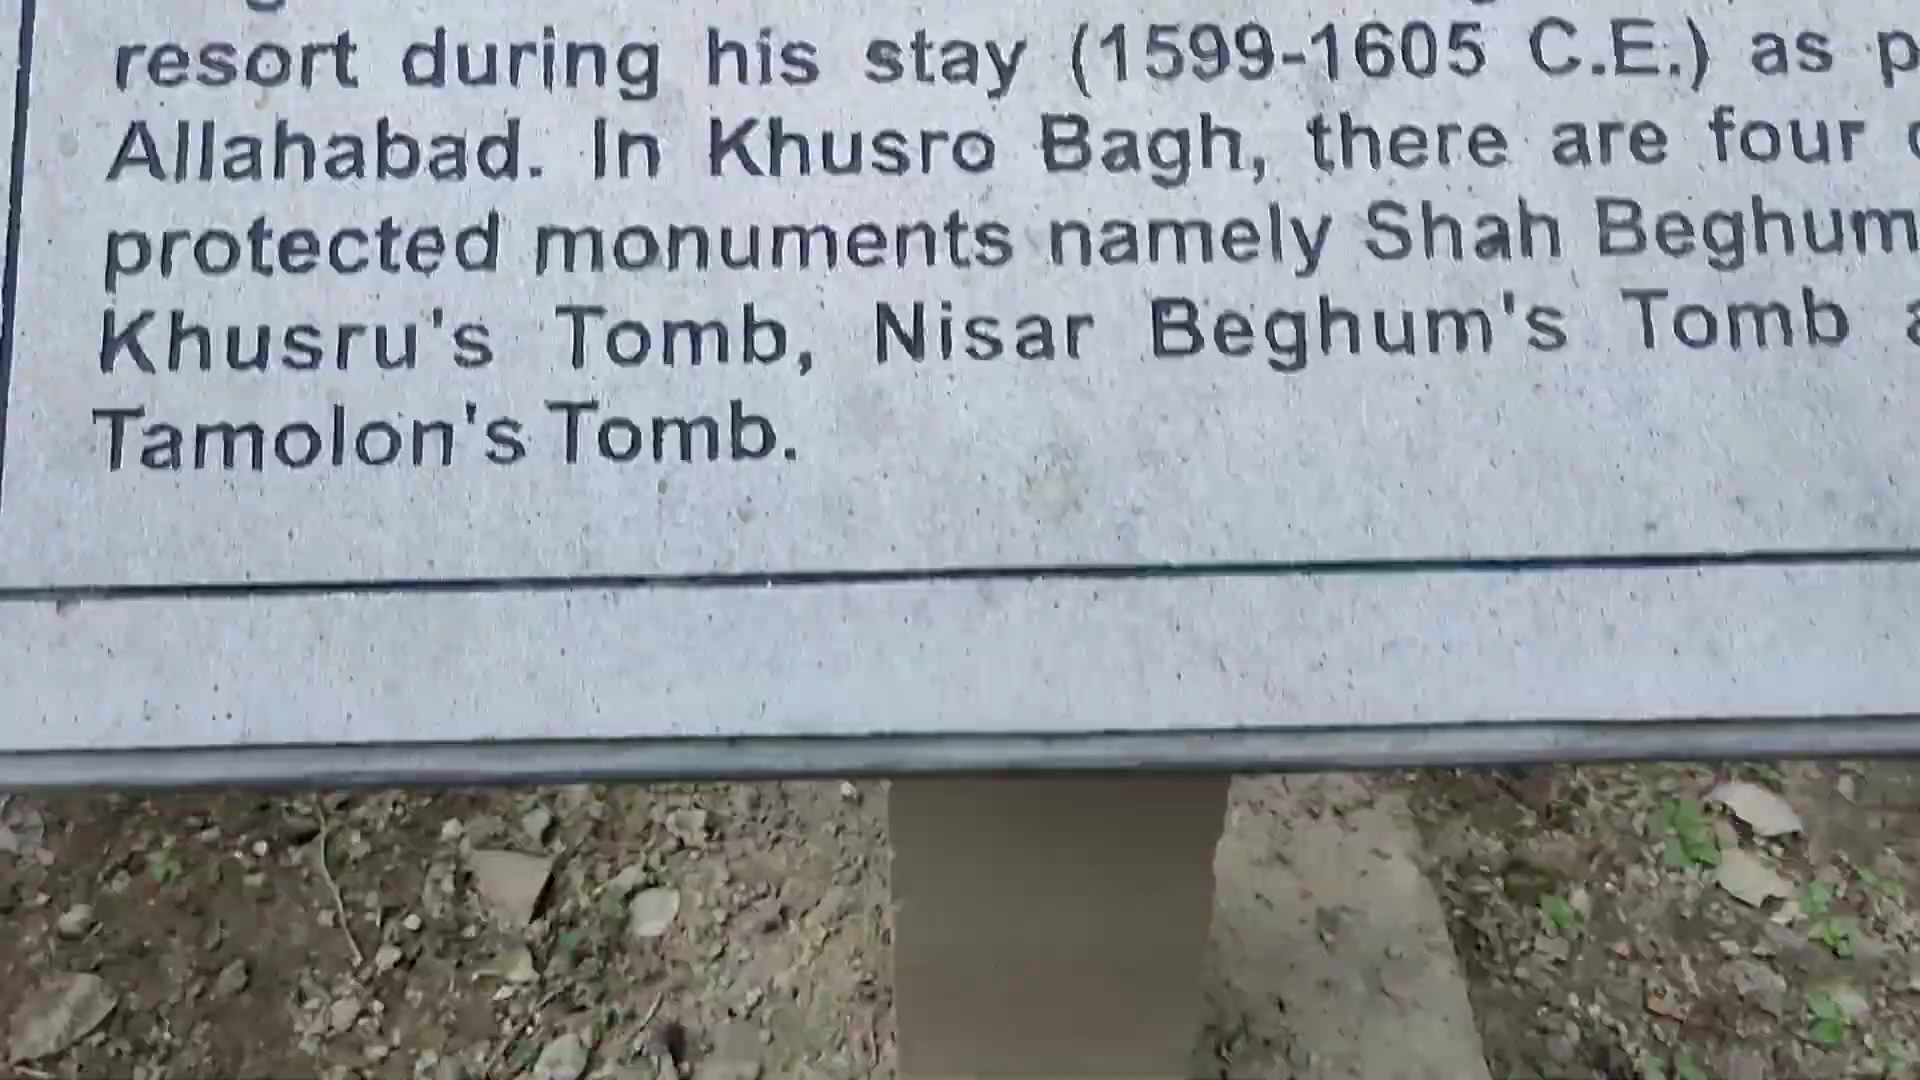 resort during his stay (1599-1605 C.E.) as
Allahabad. In Khusro Bagh, there are four
protected monuments namely Shah Beghum
Khusru's Tomb, Nisar Beghum's Tomb
Tamolon's Tomb.